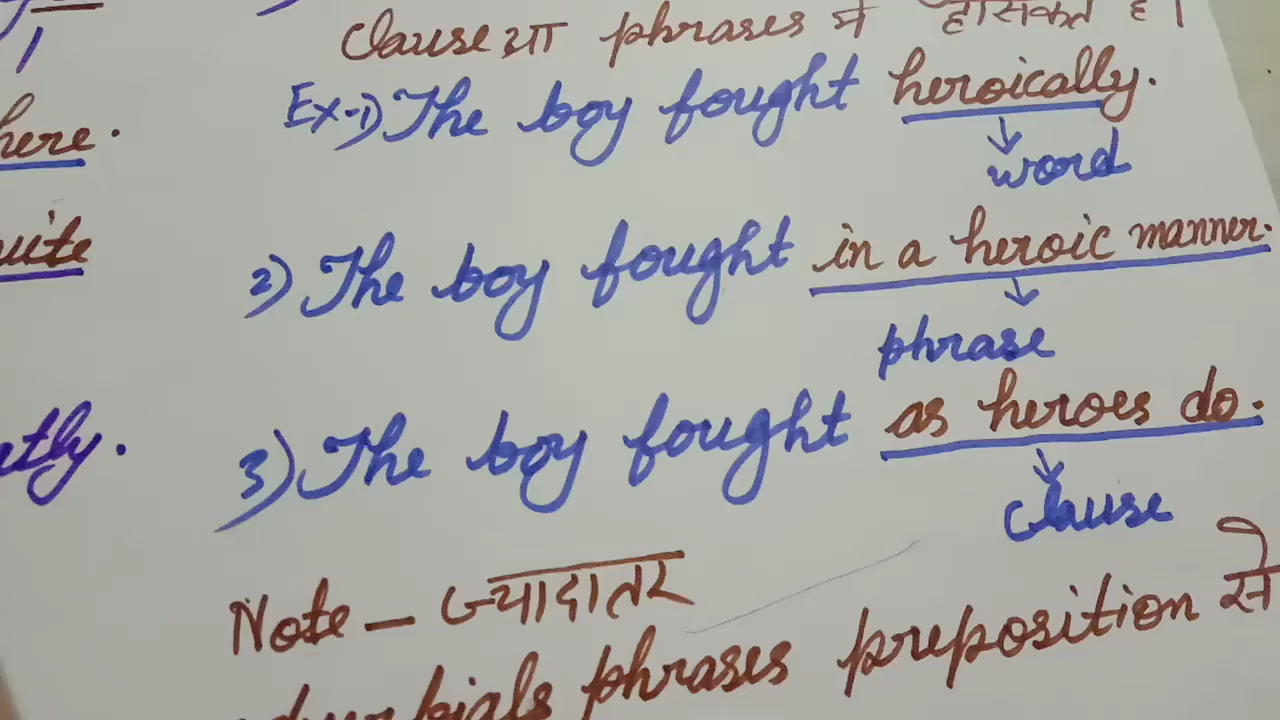 clause या phrases में
Ex-1) The boy fought heroically.
word
2) The boy fought in a heroic manner.
phrase
3) The boy fought as heroes do.
clause
Note - ज्यादातर
phrases preposition से
here.